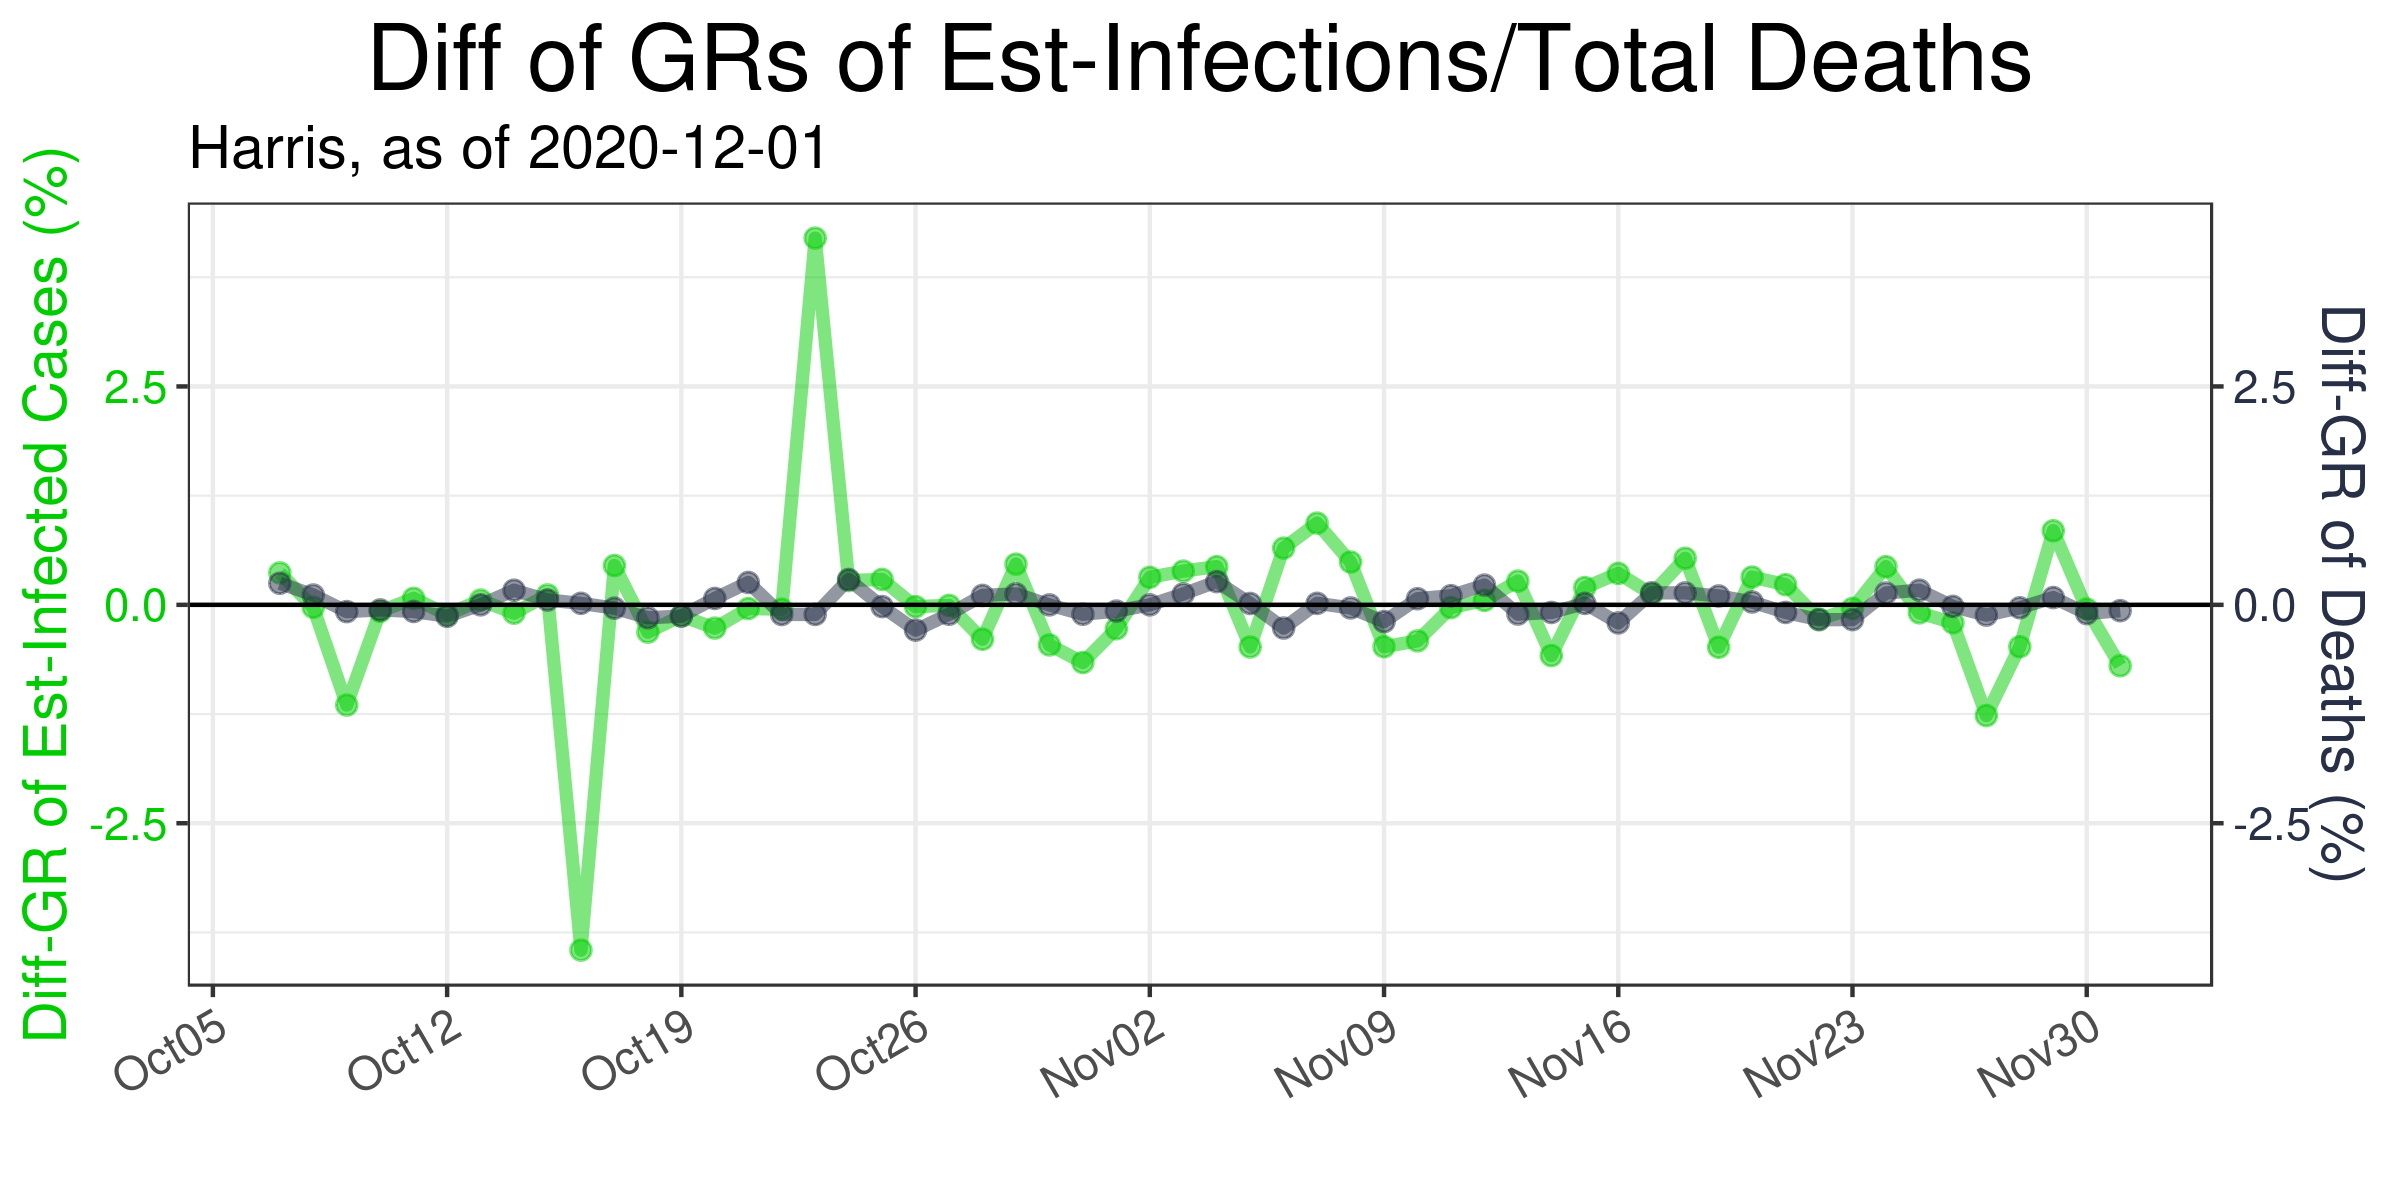 Diff of GRs of Est-Infections/Total Deaths
Harris, as of 2020-12-01
Diff-GR of Est-Infected Cases (%)
2.5
0.0
-2.5
2.5
0.0
-2.5
Diff-GR of Deaths (%)
Oct05
Oct12
Oct19
Oct26
Nov02
Nov09
Nov16
Nov23
Nov30